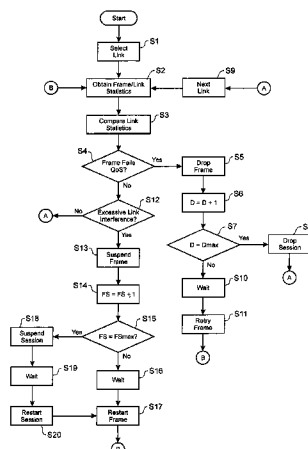 Start
S1
Select
Link
S2
S9
B
Obtain Frame/Link
Statistics
Next
Link
A
S3
Compare Link
Statistics
S4
Frame Fails
QoS?
Yes
S5
Drop
Frame
No
S6
D = D + 1
S12
Excessive Link
Interference?
No
A
Yes
S7
D = Dmax
Yes
Drop
Session
A
No
S13
Suspend
Frame
S10
Wait
S14
FS = FS + 1
S11
Retry
Frame
B
S15
FS = FSmax?
Yes
No
S18
Suspend
Session
S19
Wait
S16
Wait
S17
Restart
Session
S20
Restart
Frame